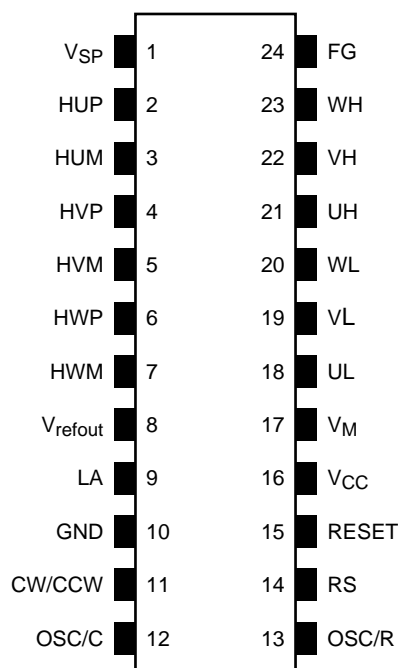 VSP 1 24 FG
HUP 2 23 WH
HUM 3 22 VH
HVP 4 21 UH
HVM 5 20 WL
HWP 6 19 VL
HWM 7 18 UL
Vrefout 8 17 VM
LA 9 16 VCC
GND 10 15 RESET
CW/CCW 11 14 RS
OSC/C 12 13 OSC/R